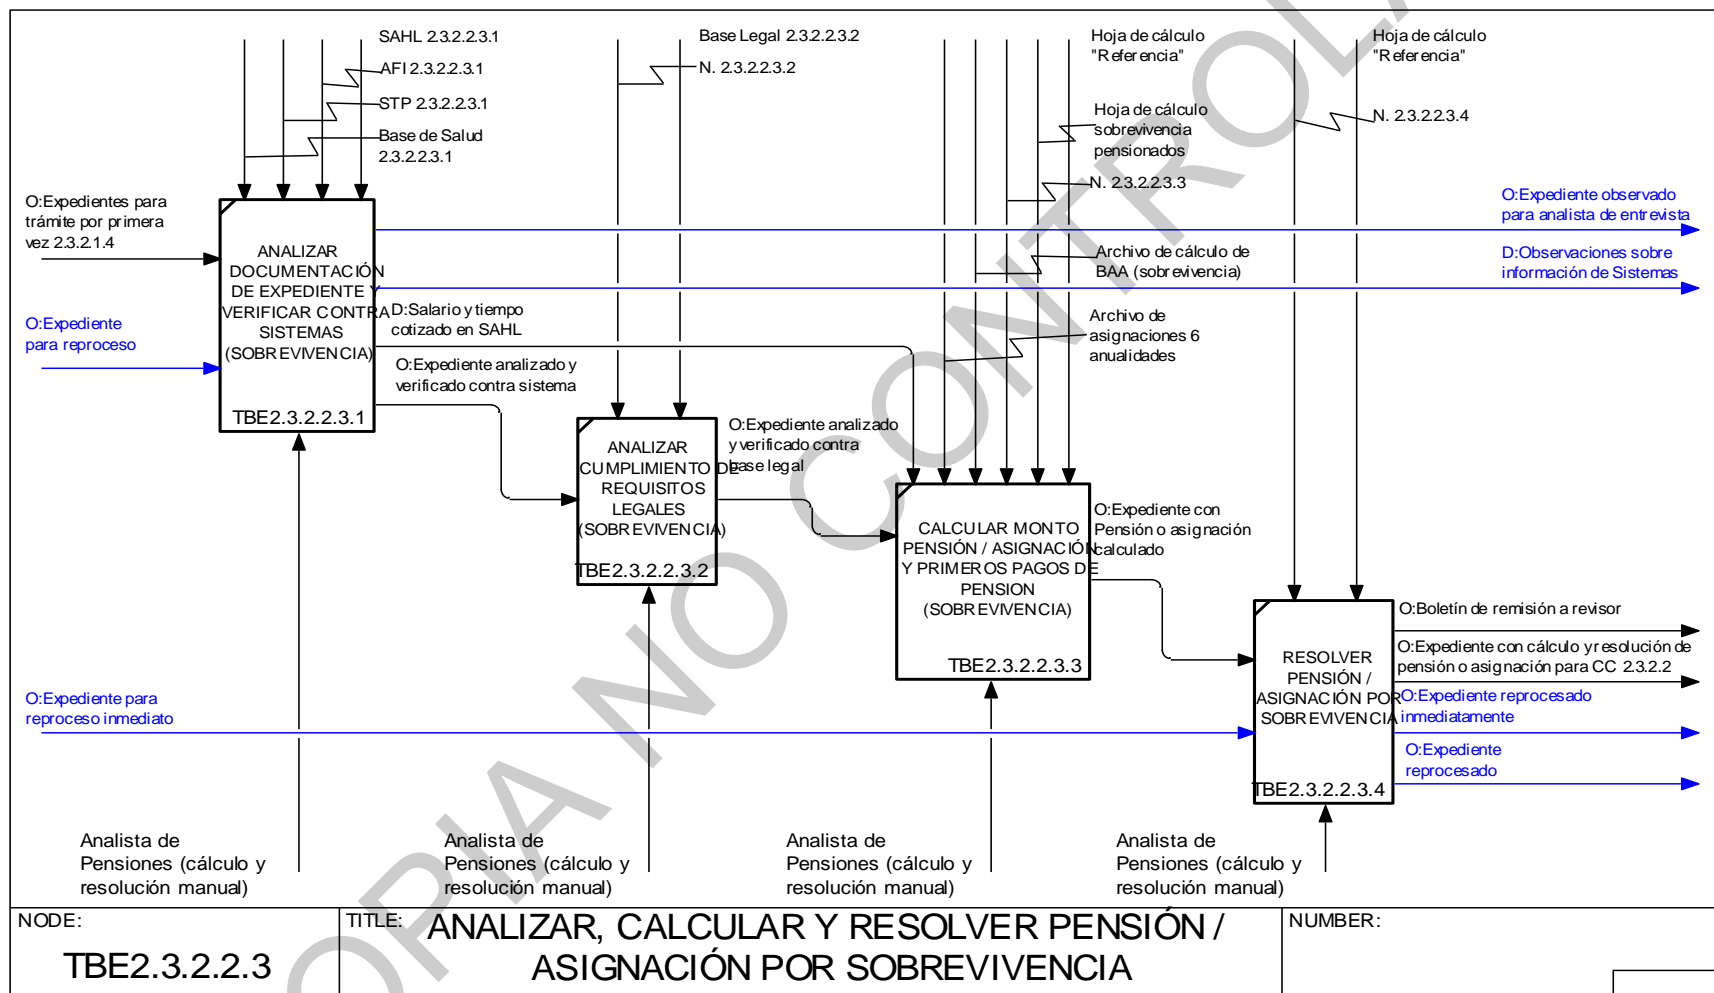 SAHL 2.3.2.2.3.1
AFI 2.3.2.2.3.1
STP 2.3.2.2.3.1
Base de Salud
2.3.2.2.3.1
Base Legal 2.3.2.2.3.2
N. 2.3.2.2.3.2
Hoja de cálculo
"Referencia"
Hoja de cálculo
sobrevivencia
pensionados
N. 2.3.2.2.3.3
Archivo de cálculo de
BAA (sobrevivencia)
Archivo de
asignaciones 6
anualidades
Hoja de cálculo
"Referencia"
N. 2.3.2.2.3.4
O:Expedientes para
trámite por primera
vez 2.3.2.1.4
O:Expediente
para reproceso
ANALIZAR
DOCUMENTACIÓN
DE EXPEDIENTE Y
VERIFICAR CONTRA
SISTEMAS
(SOBREVIVENCIA)
TBE2.3.2.2.3.1
O:Expediente observado
para analista de entrevista
D:Observaciones sobre
información de Sistemas
D:Salario y tiempo
cotizado en SAHL
O:Expediente analizado y
verificado contra sistema
ANALIZAR
CUMPLIMIENTO DE
REQUISITOS
LEGALES
(SOBREVIVENCIA)
TBE2.3.2.2.3.2
O:Expediente analizado
y verificado contra
base legal
CALCULAR MONTO
PENSIÓN / ASIGNACIÓN
Y PRIMEROS PAGOS DE
PENSION
(SOBREVIVENCIA)
TBE2.3.2.2.3.3
O:Expediente con
Pensión o asignación
calculado
RESOLVER
PENSIÓN /
ASIGNACIÓN POR
SOBREVIVENCIA
TBE2.3.2.2.3.4
O:Boletín de remisión a revisor
O:Expediente con cálculo y resolución de
pensión o asignación para CC 2.3.2.2
O:Expediente reprocesado
inmediatamente
O:Expediente
reprocesado
O:Expediente para
reproceso inmediato
Analista de
Pensiones (cálculo y
resolución manual)
Analista de
Pensiones (cálculo y
resolución manual)
Analista de
Pensiones (cálculo y
resolución manual)
Analista de
Pensiones (cálculo y
resolución manual)
NODE:
TBE2.3.2.2.3
TITLE:
ANALIZAR, CALCULAR Y RESOLVER PENSIÓN /
ASIGNACIÓN POR SOBREVIVENCIA
NUMBER:
OPIA NO CONTROLA